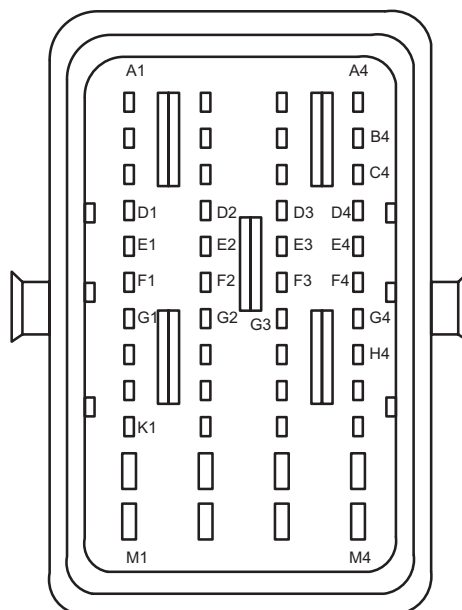 A1 A4
B4
C4
D1 D2 D3 D4
E1 E2 E3 E4
F1 F2 F3 F4
G1 G2 G3 G4
H4
K1
M1 M4